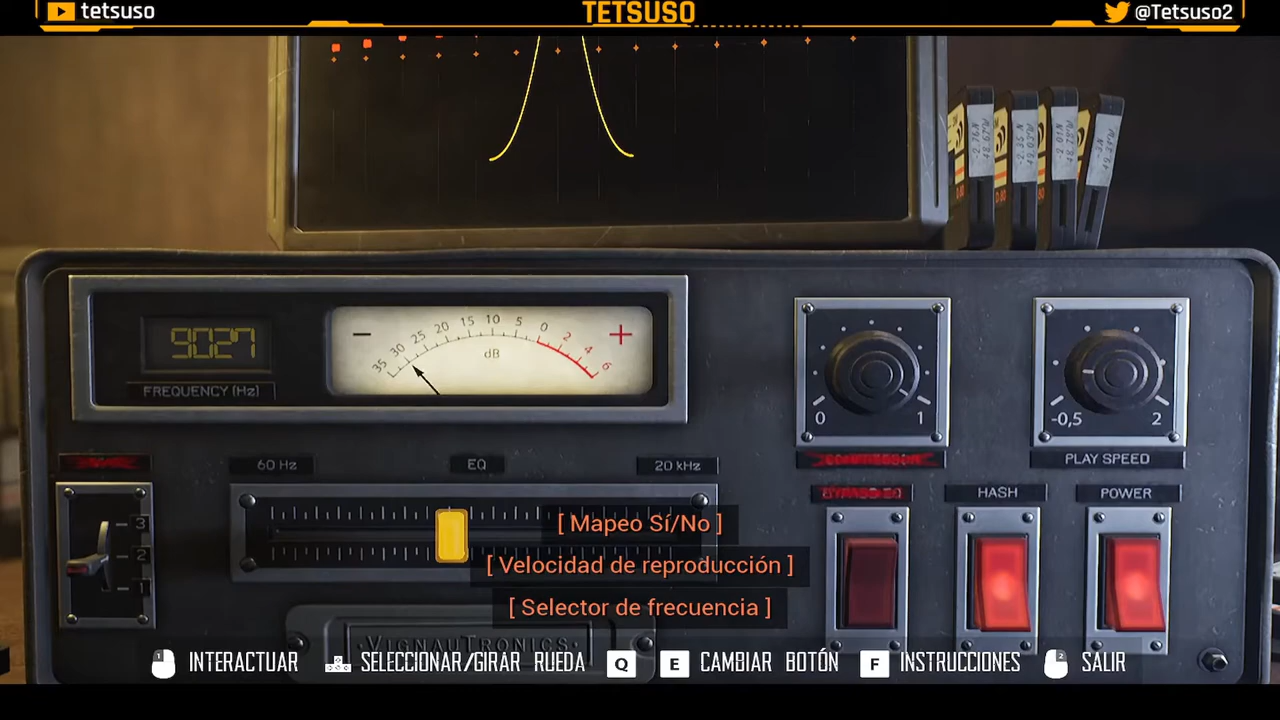 tetsuso
TETSUSO
@Tetsuso2
9027
FREQUENCY (Hz)
35 30 25 20 15 10 5 0 2 4 6
dB
0 1
-0,5 2
PLAY SPEED
60 Hz EQ 20 kHz
HASH POWER
3
2
1
[ Mapeo Sí/No ]
[ Velocidad de reproducción ]
[ Selector de frecuencia ]
VIGNAUTRONICS
INTERACTUAR SELECCIONAR/GIRAR RUEDA Q E CAMBIAR BOTÓN F INSTRUCCIONES SALIR